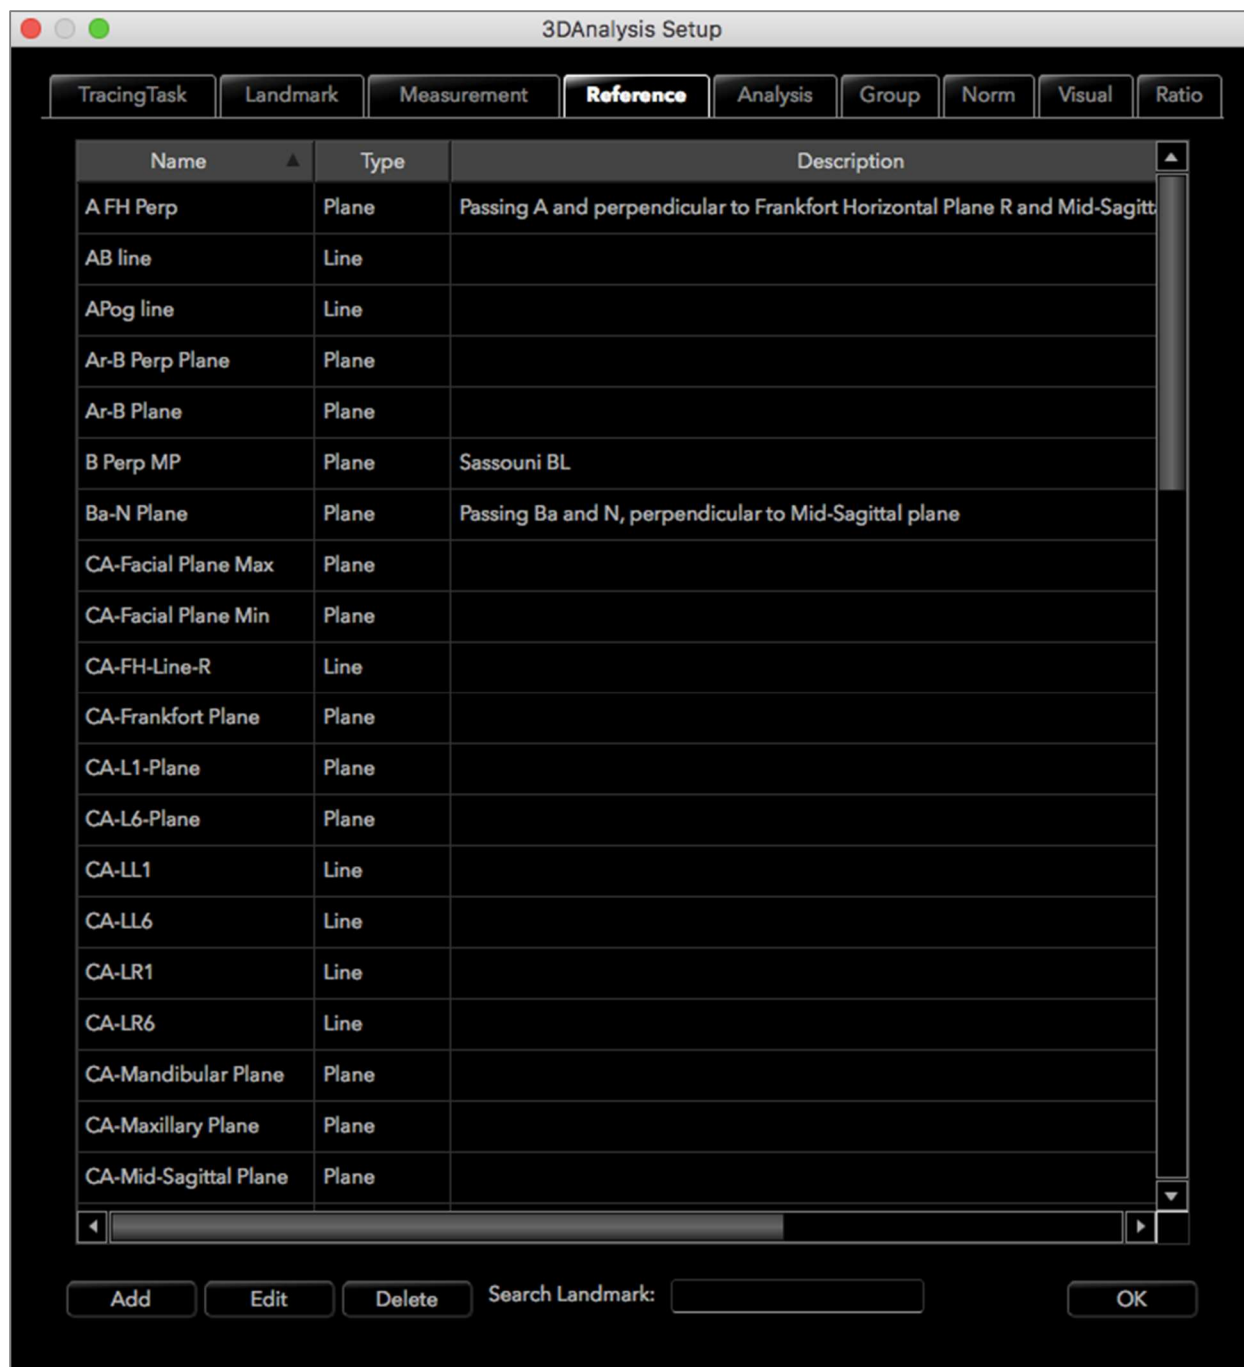 3DAnalysis Setup
TracingTask Landmark Measurement Reference Analysis Group Norm Visual Ratio
Name Type Description
A FH Perp Plane Passing A and perpendicular to Frankfort Horizontal Plane R and Mid-Sagitt
AB line Line
APog line Line
Ar-B Perp Plane Plane
Ar-B Plane Plane
B Perp MP Plane Sassouni BL
Ba-N Plane Plane Passing Ba and N, perpendicular to Mid-Sagittal plane
CA-Facial Plane Max Plane
CA-Facial Plane Min Plane
CA-FH-Line-R Line
CA-Frankfort Plane Plane
CA-L1-Plane Plane
CA-L6-Plane Plane
CA-LL1 Line
CA-LL6 Line
CA-LR1 Line
CA-LR6 Line
CA-Mandibular Plane Plane
CA-Maxillary Plane Plane
CA-Mid-Sagittal Plane Plane
Add Edit Delete Search Landmark: OK